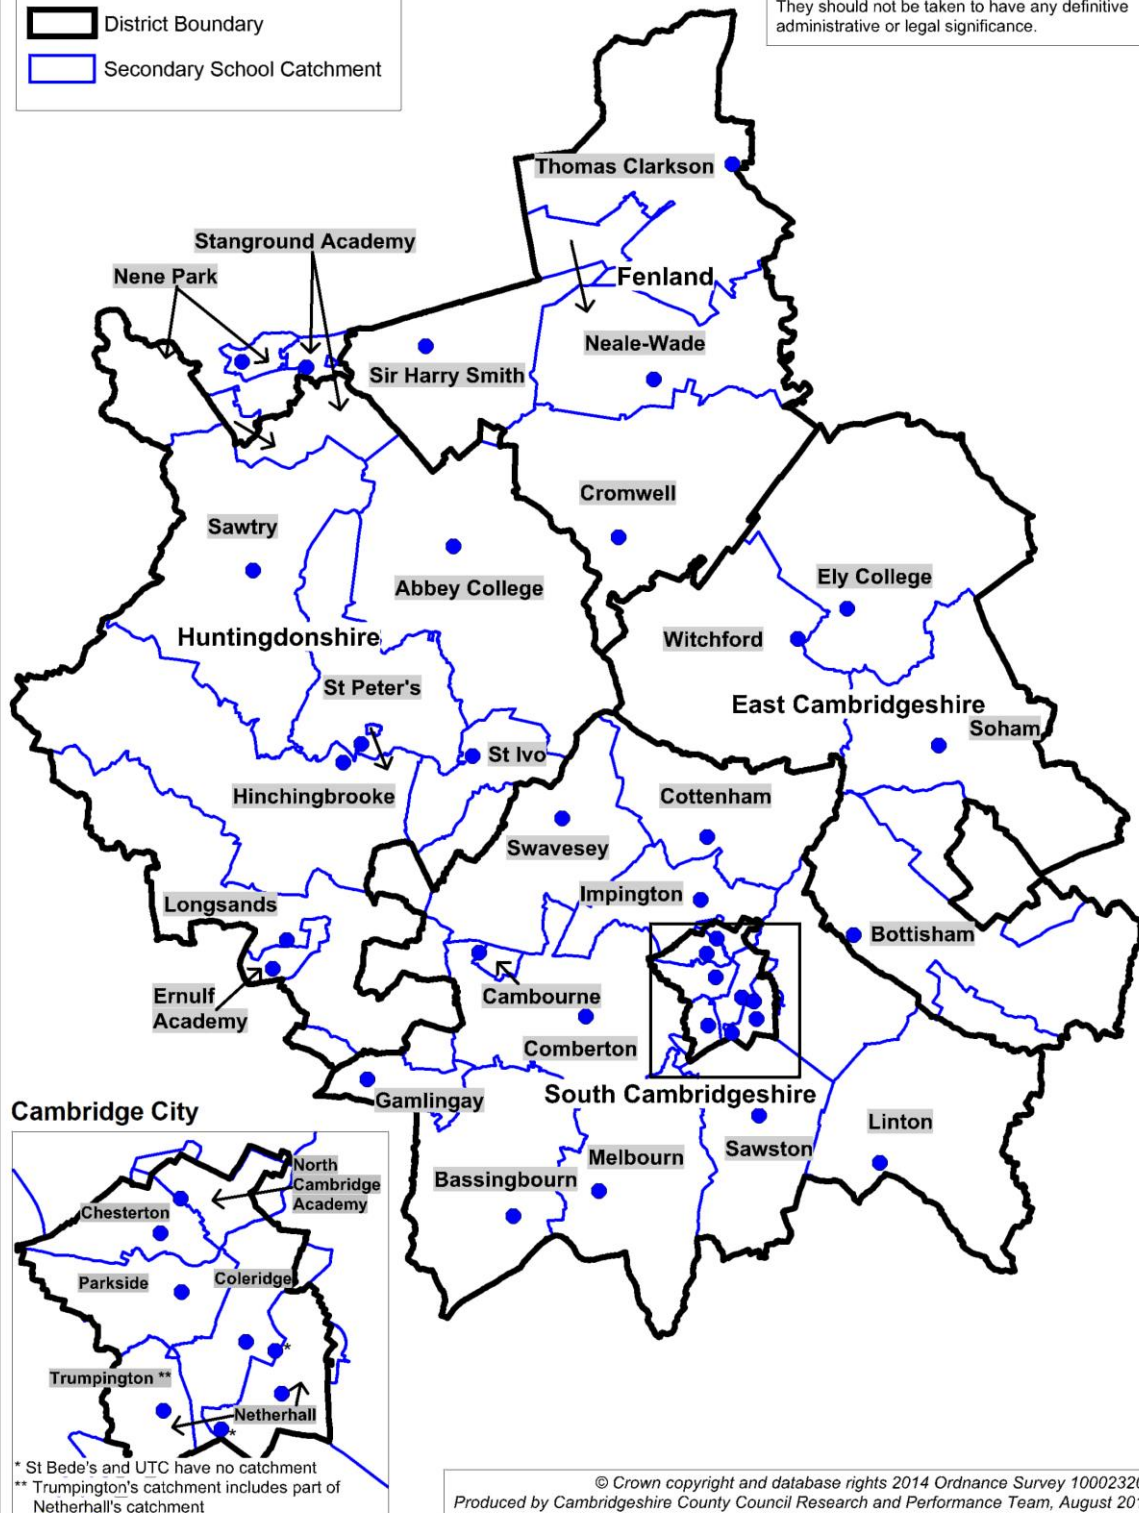 District Boundary
Secondary School Catchment
They should not be taken to have any definitive
administrative or legal significance.
Thomas Clarkson
Stanground Academy
Nene Park
Fenland
Neale-Wade
Sir Harry Smith
Cromwell
Sawtry
Abbey College
Ely College
Huntingdonshire
Witchford
St Peter's
East Cambridgeshire
Soham
St Ivo
Hinchingbrooke
Cottenham
Swavesey
Impington
Longsands
Bottisham
Ernulf
Academy
Cambourne
Comberton
South Cambridgeshire
Gamlingay
Linton
Sawston
Melbourn
Bassingbourn
Cambridge City
North
Cambridge
Academy
Chesterton
Parkside
Coleridge
*
Trumpington **
Netherhall
*
* St Bede's and UTC have no catchment
** Trumpington's catchment includes part of
Netherhall's catchment
© Crown copyright and database rights 2014 Ordnance Survey
Produced by Cambridgeshire County Council Research and Performance Team, August